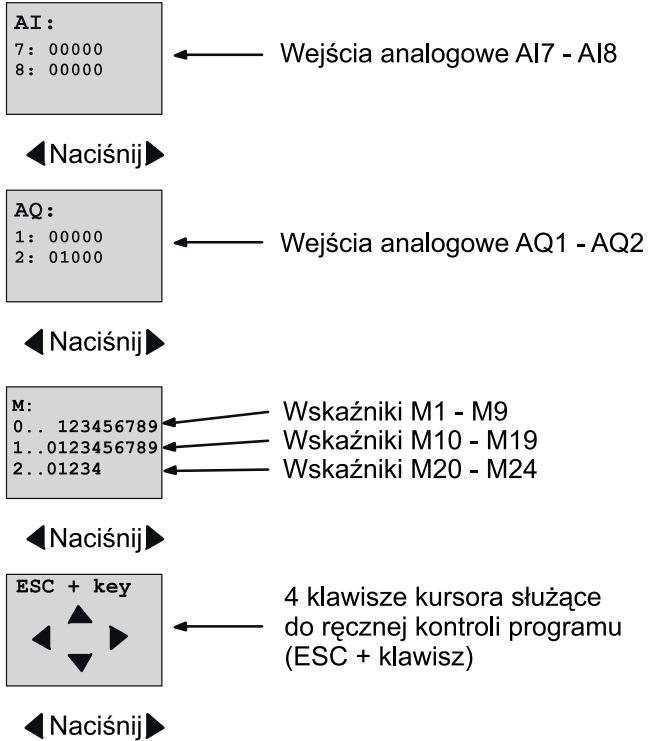 AI:
7: 00000
8: 00000
Wejścia analogowe AI7 - AI8
Naciśnij
AQ:
1: 00000
2: 01000
Wejścia analogowe AQ1 - AQ2
Naciśnij
M:
0.. 123456789
1..0123456789
2..01234
Wskaźniki M1 - M9
Wskaźniki M10 - M19
Wskaźniki M20 - M24
Naciśnij
ESC + key
4 klawisze kursora służące
do ręcznej kontroli programu
(ESC + klawisz)
Naciśnij